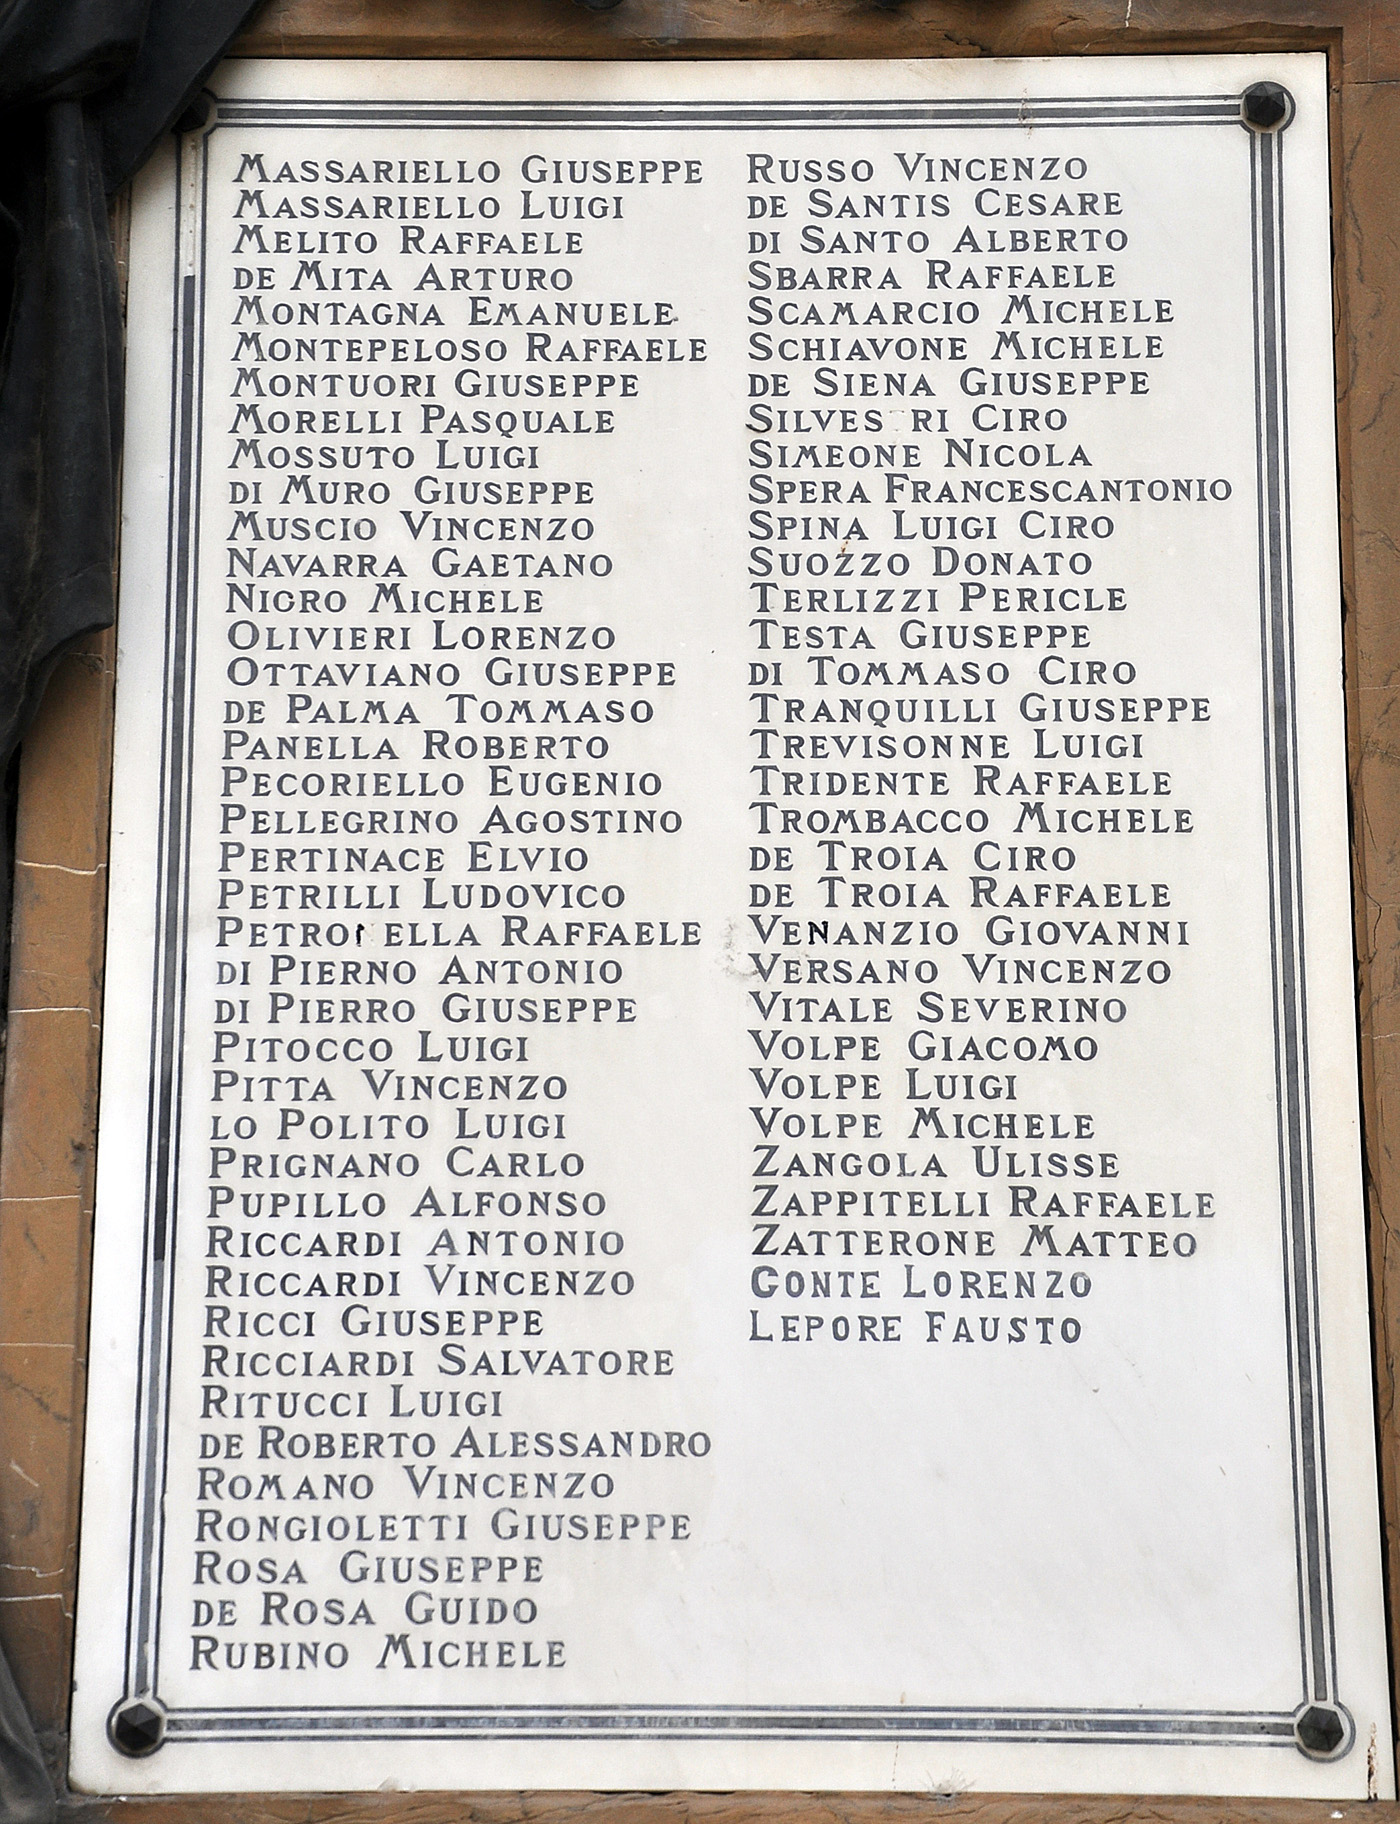 MASSARIELLO GIUSEPPE
MASSARIELLO LUIGI
MELITO RAFFAELE
DE MITA ARTURO
MONTAGNA EMANUELE
MONTEPELOSO RAFFAELE
MONTUORI GIUSEPPE
MORELLI PASQUALE
MOSSUTO LUIGI
DI MURO GIUSEPPE
MUSCIO VINCENZO
NAVARRA GAETANO
NIGRO MICHELE
OLIVIERI LORENZO
OTTAVIANO GIUSEPPE
DE PALMA TOMMASO
PANELLA ROBERTO
PECORIELLO EUGENIO
PELLEGRINO AGOSTINO
PERTINACE ELVIO
PETRILLI LUDOVICO
RAFFAELE
DI PIERNO ANTONIO
DI PIERRO GIUSEPPE
PITOCCO LUIGI
PITTA VINCENZO
LO POLITO LUIGI
PRIGNANO CARLO
PUPILLO ALFONSO
RICCARDI ANTONIO
RICCARDI VINCENZO
RICCI GIUSEPPE
RICCIARDI SALVATORE
RITUCCI LUIGI
DE ROBERTO ALESSANDRO
ROMANO VINCENZO
RONGIOLETTI GIUSEPPE
ROSA GIUSEPPE
DE ROSA GUIDO
RUBINO MICHELE
RUSSO VINCENZO
DE SANTIS CESARE
DI SANTO ALBERTO
SBARRA RAFFAELE
SCAMARCIO MICHELE
SCHIAVONE MICHELE
DE SIENA GIUSEPPE
SILVES RI CIRO
SIMEONE NICOLA
SPERA FRANCESCANTONIO
SPINA LUIGI CIRO
SUOZZO DONATO
TERLIZZI PERICLE
TESTA GIUSEPPE
DI TOMMASO CIRO
TRANQUILLI GIUSEPPE
TREVISONNE LUIGI
TRIDENTE RAFFAELE
TROMBACCO MICHELE
DE TROIA CIRO
DE TROIA RAFFAELE
VENANZIO GIOVANNI
VERSANO VINCENZO
VITALE SEVERINO
VOLPE GIACOMO
VOLPE LUIGI
VOLPE MICHELE
ZANGOLA ULISSE
ZAPPITELLI RAFFAELE
ZATTERONE MATTEO
CONTE LORENZO
LEPORE FAUSTO